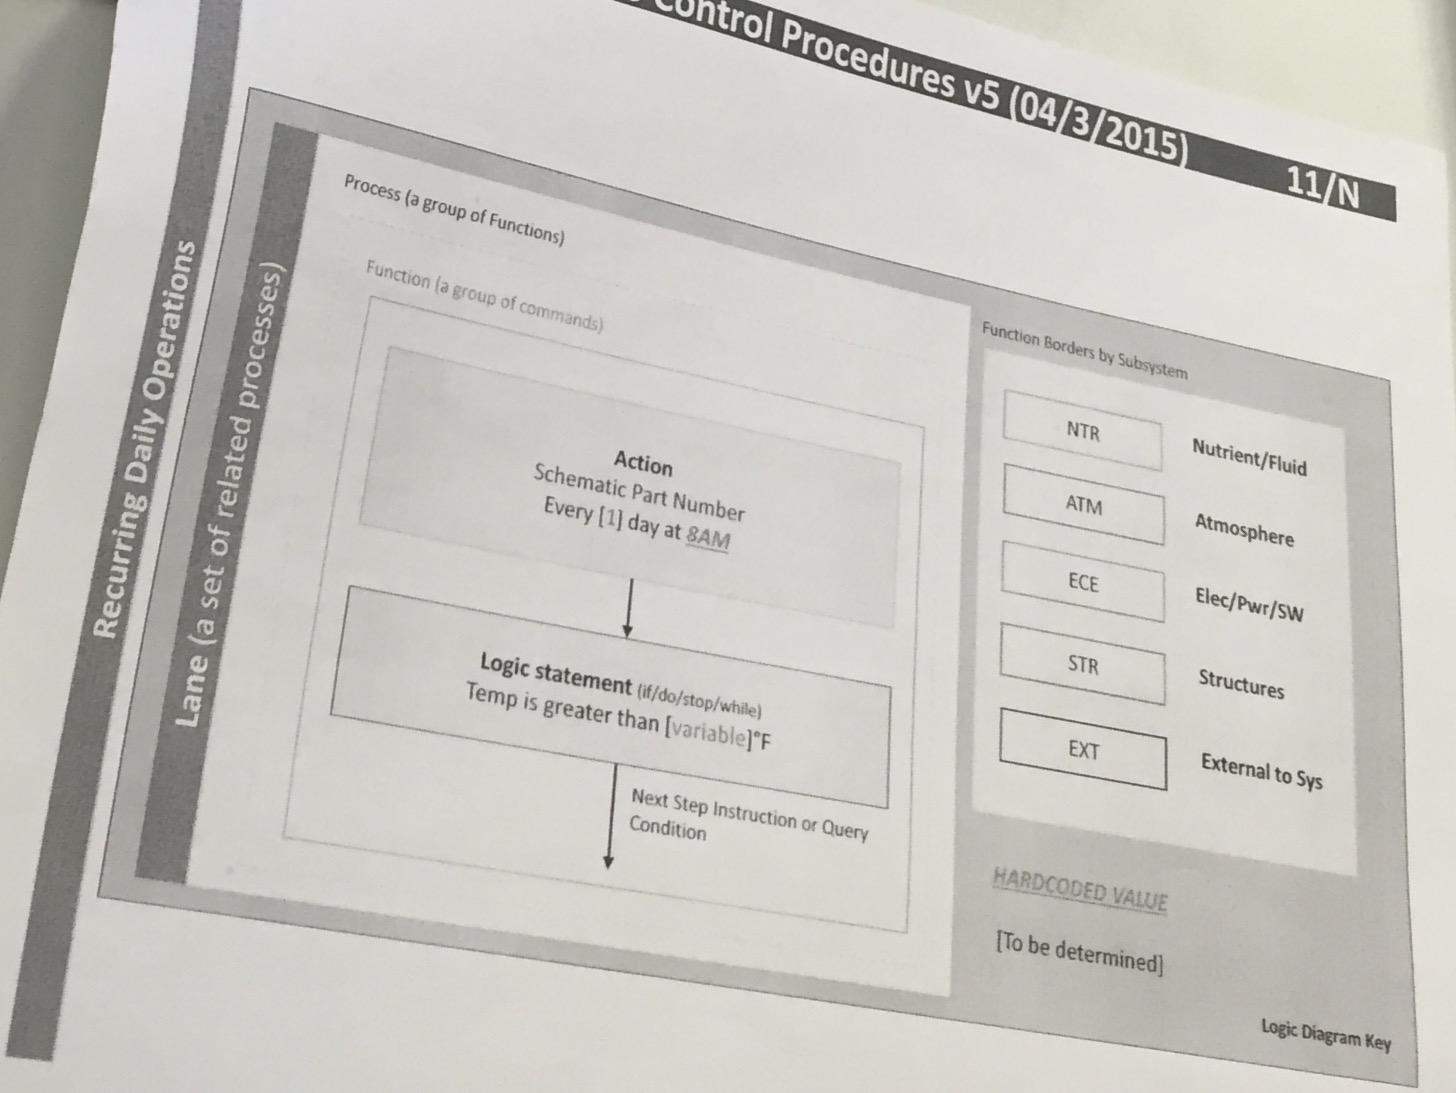 Control Procedures v5 (04/3/2015)
11/N
Recurring Daily Operations
Lane (a set of related processes)
Process (a group of Functions)
Function (a group of commands)
Action
Schematic Part Number
Every [1] day at 8AM
Logic statement (if/do/stop/while)
Temp is greater than [variable]°F
Next Step Instruction or Query
Condition
Function Borders by Subsystem
NTR Nutrient/Fluid
ATM Atmosphere
ECE Elec/Pwr/SW
STR Structures
EXT External to Sys
HARDCODED VALUE
[To be determined]
Logic Diagram Key